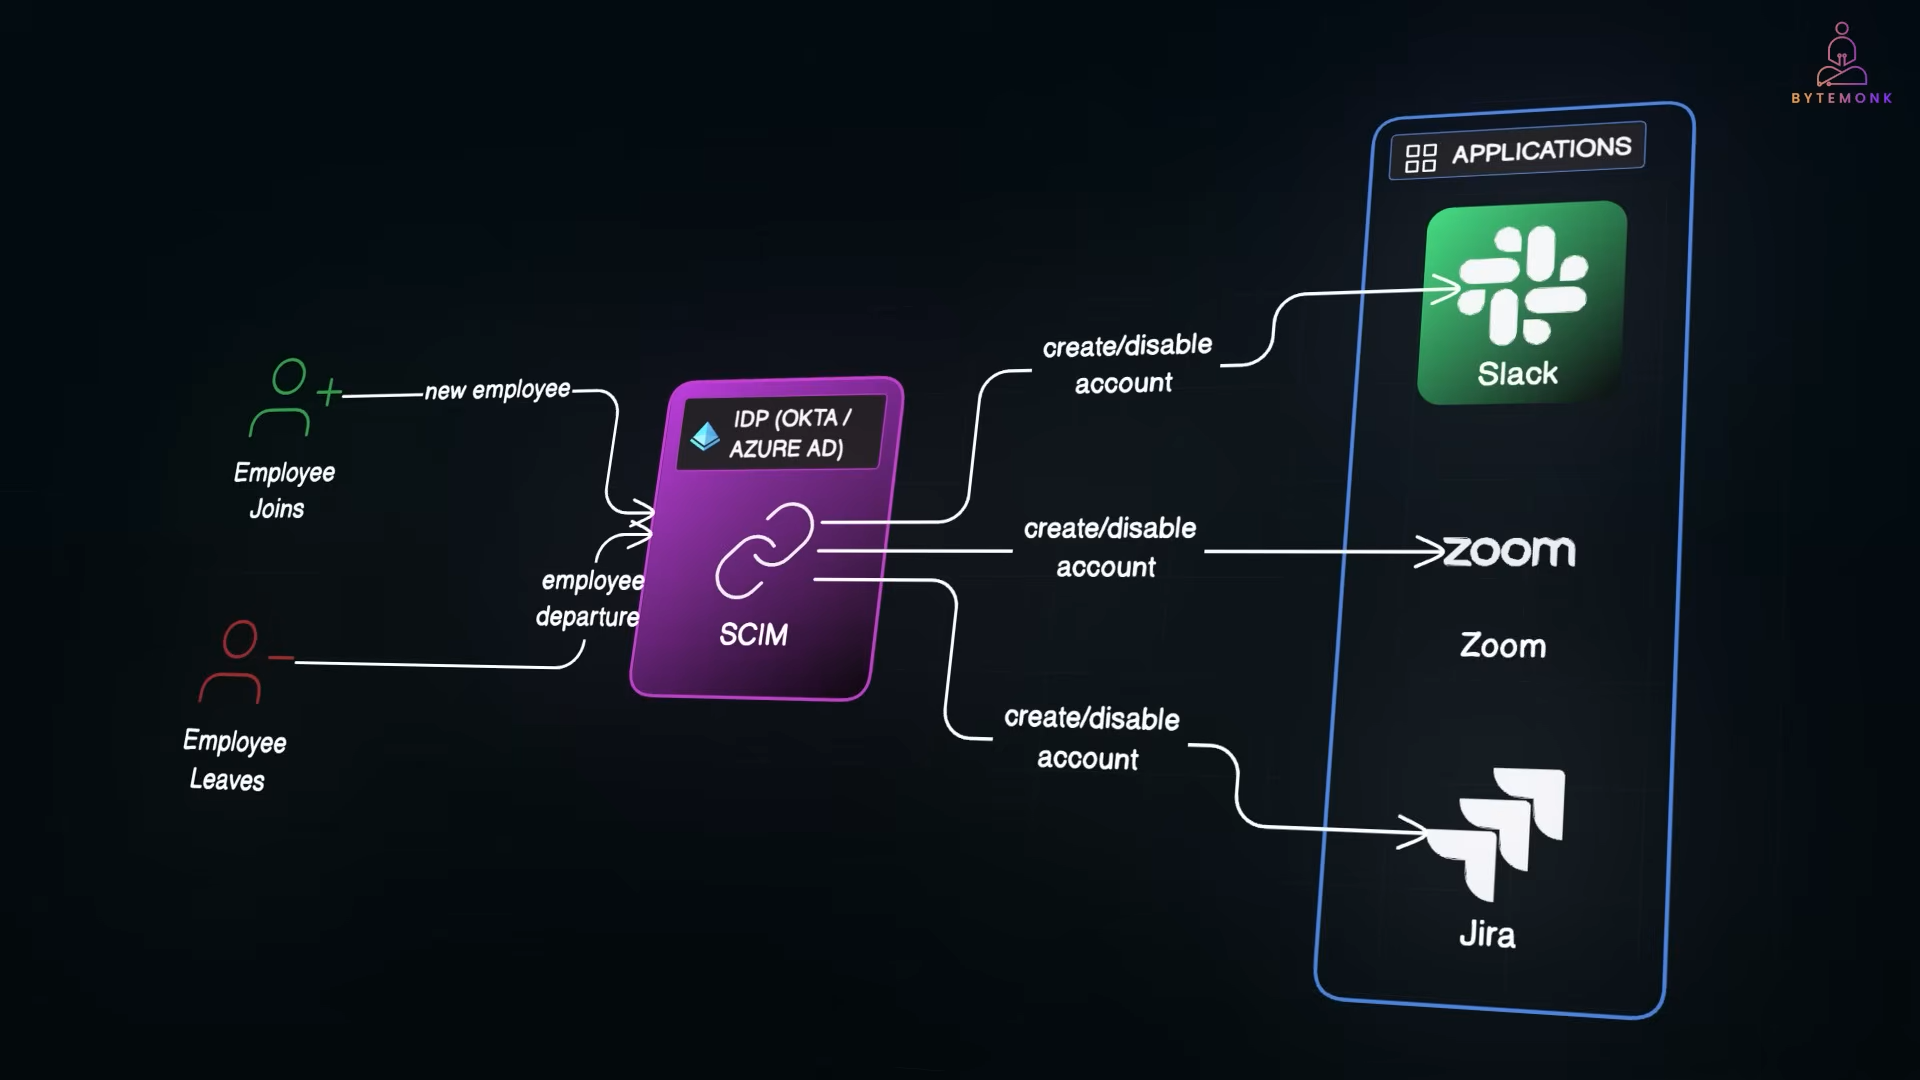 BYTEMONK
APPLICATIONS
Slack
create/disable
account
new employee
IDP (OKTA /
AZURE AD)
Employee
Joins
create/disable
account
zoom
employee
departure
SCIM
Zoom
Employee
Leaves
create/disable
account
Jira